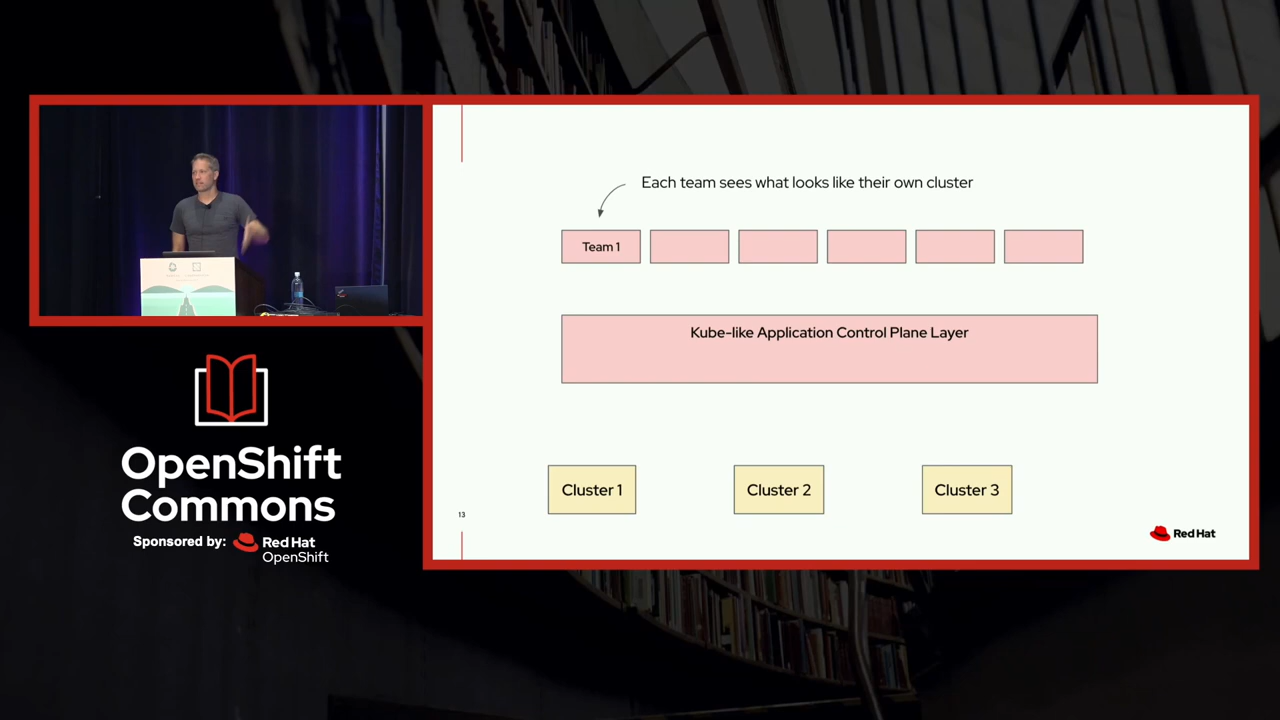 Each team sees what looks like their own cluster
Team 1
Kube-like Application Control Plane Layer
Cluster 1
Cluster 2
Cluster 3
13
Red Hat
OpenShift
Commons
Sponsored by:
Red Hat
OpenShift